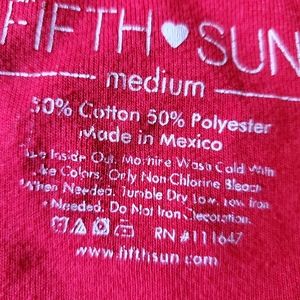 FIFTH SUN
medium
50% Cotton 50% Polyester
Made in Mexico
Inside Out, Machine Wash Cold With
Like Colors, Only Non Chlorine Bleach
When Needed. Tumble Dry Low, Low Iron
Needed. Do Not Iron Decoration.
RN #111647
www.fifthsun.com